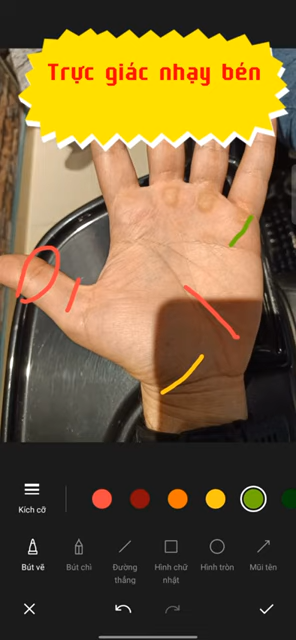 Trực giác nhạy bén
Kích cỡ
Bút vẽ
Bút chì
Đường thẳng
Hình chữ nhật
Hình tròn
Mũi tên